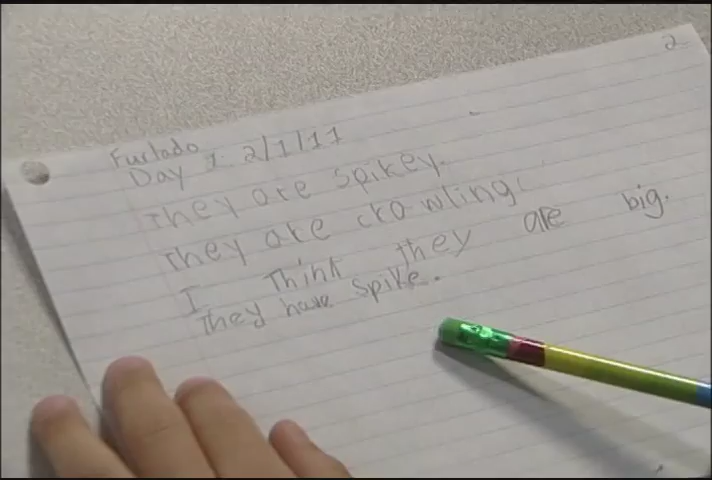 2
Furtado
Day 1 2/1/11
They are spikey.
They are crawling.
I Think they are big.
They have spike.